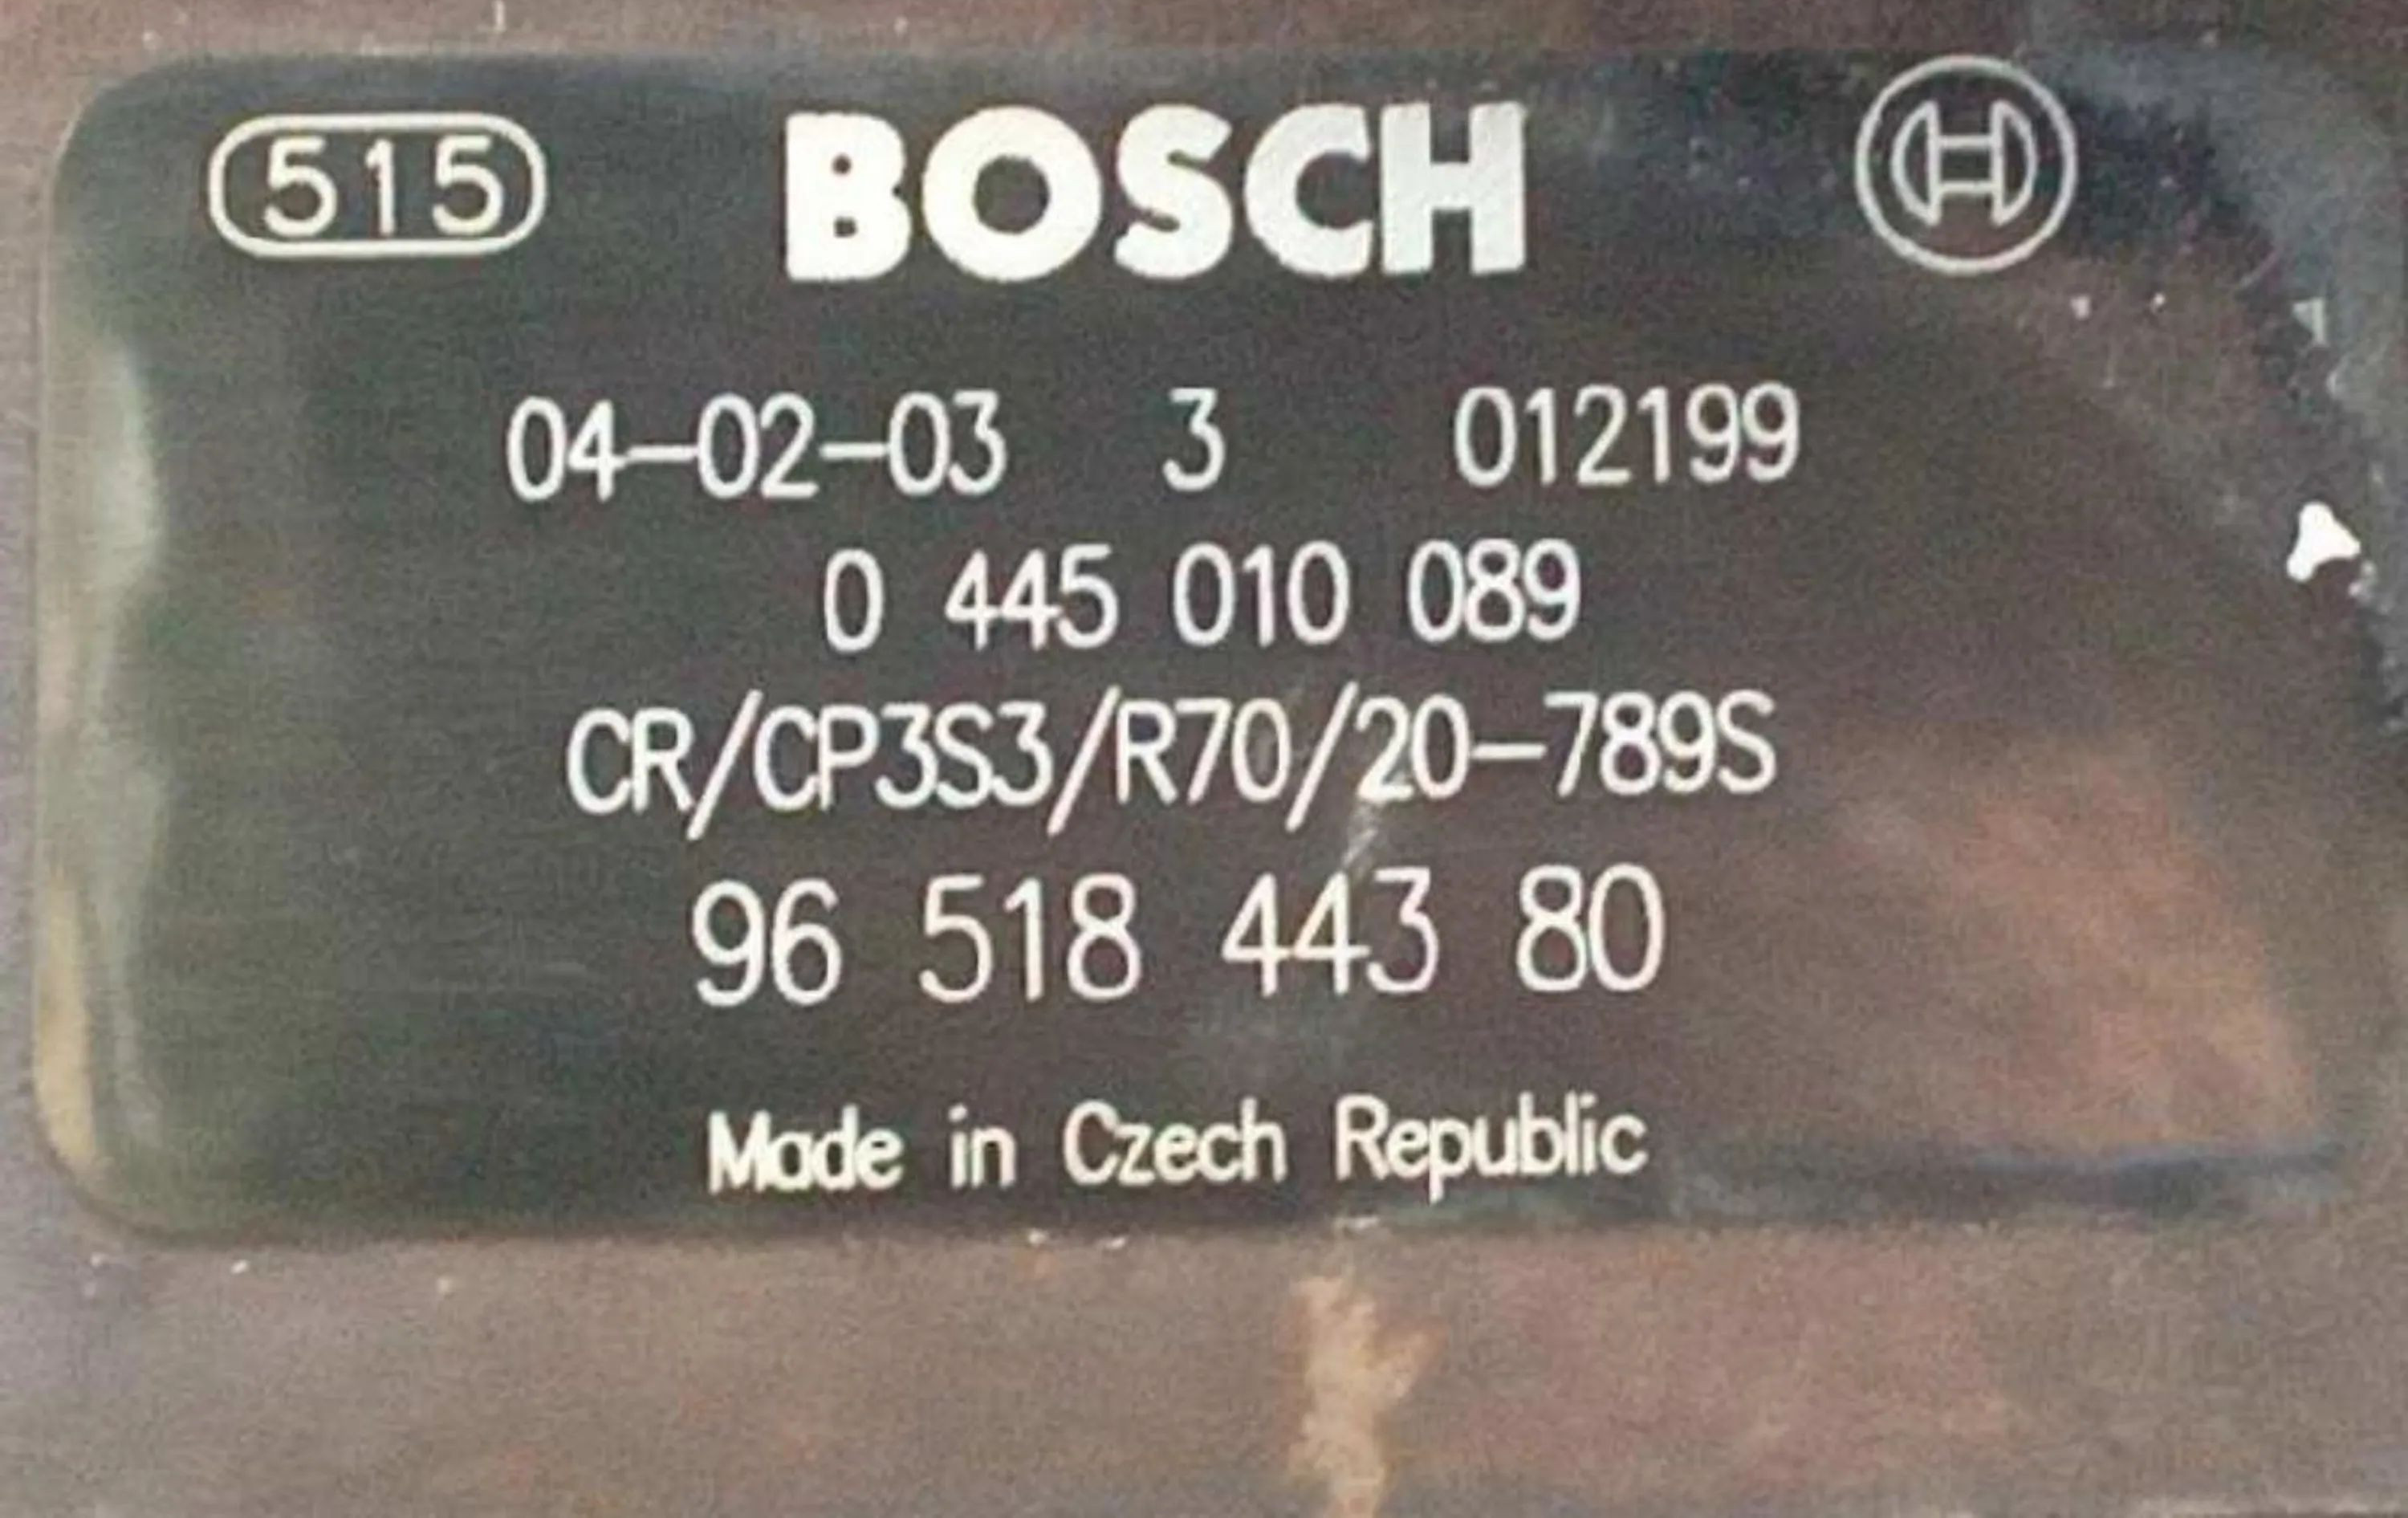 515 BOSCH
04-02-03 3 012199
0 445 010 089
CR/CP3S3/R70/20-789S
96 518 443 80
Made in Czech Republic